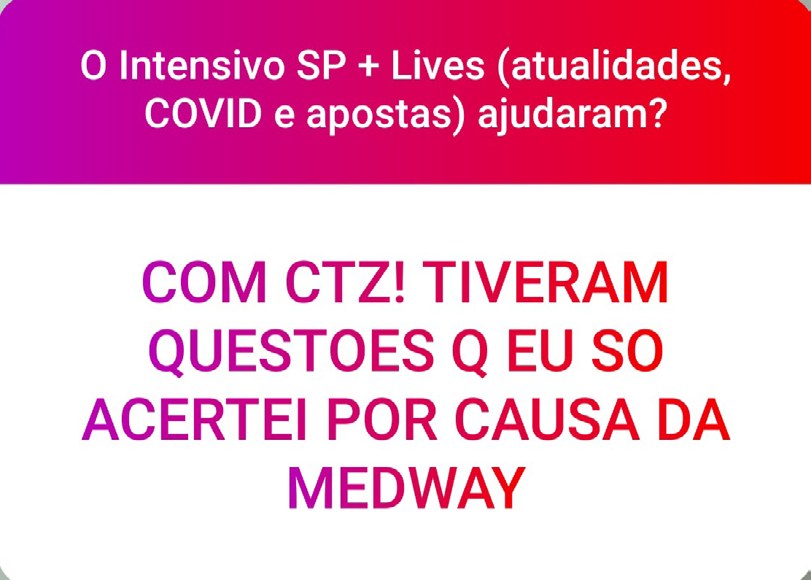 O Intensivo SP + Lives (atualidades,
COVID e apostas) ajudaram?
COM CTZ! TIVERAM
QUESTOES Q EU SO
ACERTEI POR CAUSA DA
MEDWAY